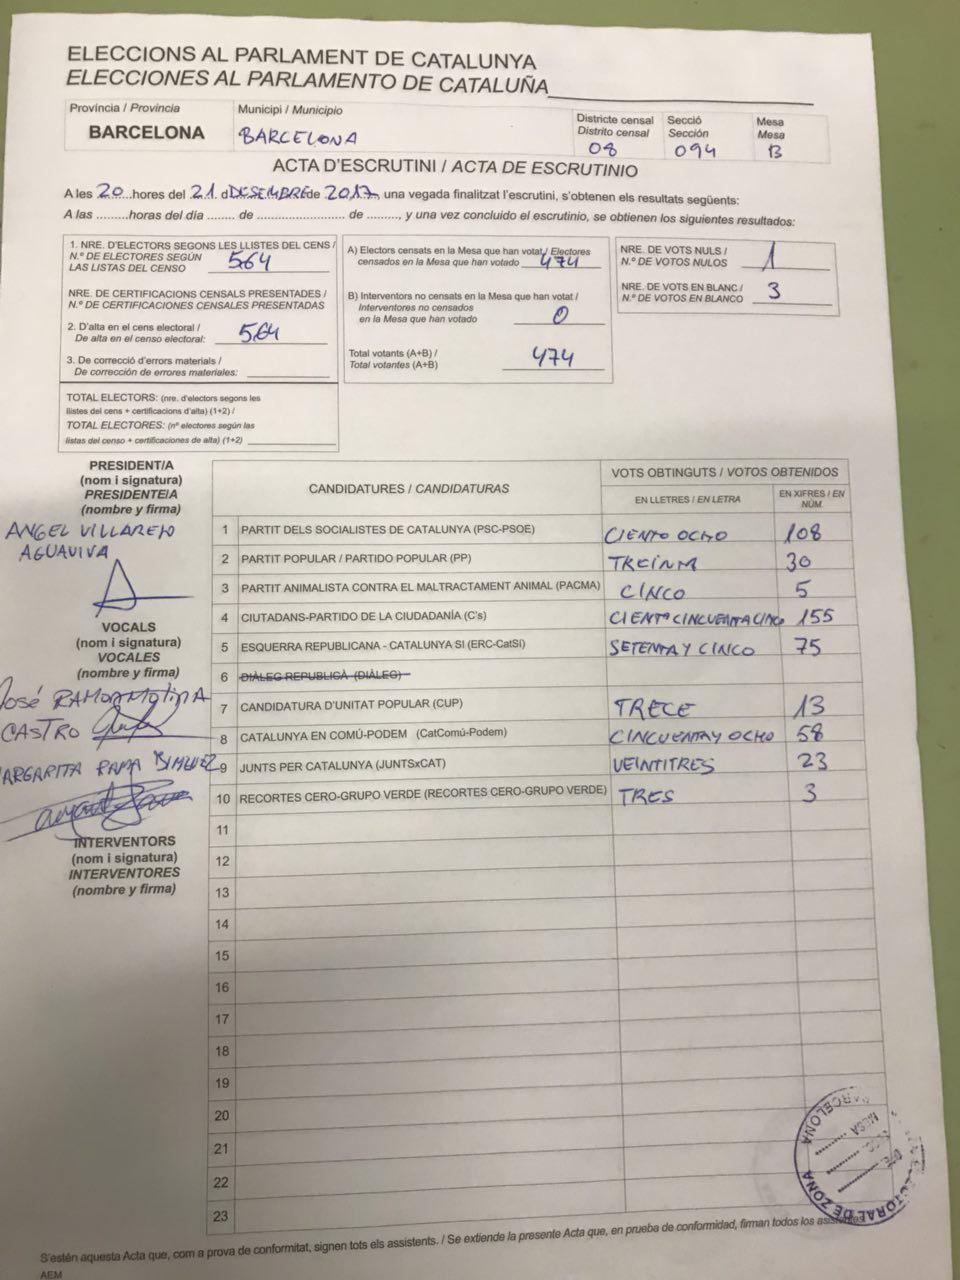 ELECCIONS AL PARLAMENT DE CATALUNYA
ELECCIONES AL PARLAMENTO DE CATALUÑA
Província / Provincia
BARCELONA
Municipi / Municipio
BARCELONA
Districte censal
Distrito censal
08
Secció
Sección
094
Mesa
Mesa
B
ACTA D'ESCRUTINI / ACTA DE ESCRUTINIO
A les 20 hores del 21 d DESEMBRE de 2017, una vegada finalitzat l'escrutini, s'obtenen els resultats següents:
A las .........horas del día ....... de ........................ de ........., y una vez concluido el escrutinio, se obtienen los siguientes resultados:
1. NRE. D'ELECTORS SEGONS LES LLISTES DEL CENS /
N.º DE ELECTORES SEGÚN
LAS LISTAS DEL CENSO 564
NRE. DE CERTIFICACIONS CENSALS PRESENTADES /
N.º DE CERTIFICACIONES CENSALES PRESENTADAS
2. D'alta en el cens electoral /
De alta en el censo electoral: 564
3. De correcció d'errors materials /
De corrección de errores materiales:
TOTAL ELECTORS: (nre. d'electors segons les
llistes del cens + certificacions d'alta) (1+2) /
TOTAL ELECTORES: (nº electores según las
listas del censo + certificaciones de alta) (1+2)
A) Electors censats en la Mesa que han votat / Electores
censados en la Mesa que han votado 474
B) Interventors no censats en la Mesa que han votat /
Interventores no censados
en la Mesa que han votado 0
Total votants (A+B) /
Total votantes (A+B) 474
NRE. DE VOTS NULS /
N.º DE VOTOS NULOS 1
NRE. DE VOTS EN BLANC /
N.º DE VOTOS EN BLANCO 3
PRESIDENT/A
(nom i signatura)
PRESIDENTE/A
(nombre y firma)
ANGEL VILLAREJO
AGUAVIVA
VOCALS
(nom i signatura)
VOCALES
(nombre y firma)
José RAMON MOLINA
CASTRO
INTERVENTORS
(nom i signatura)
INTERVENTORES
(nombre y firma)
CANDIDATURES / CANDIDATURAS
VOTS OBTINGUTS / VOTOS OBTENIDOS
EN LLETRES / EN LETRA
EN XIFRES / EN NÚM.
1 PARTIT DELS SOCIALISTES DE CATALUNYA (PSC-PSOE) CIENTO OCHO 108
2 PARTIT POPULAR / PARTIDO POPULAR (PP) TREINTA 30
3 PARTIT ANIMALISTA CONTRA EL MALTRACTAMENT ANIMAL (PACMA) CINCO 5
4 CIUTADANS-PARTIDO DE LA CIUDADANÍA (C's) CIENTO CINCUENTA CINCO 155
5 ESQUERRA REPUBLICANA - CATALUNYA SI (ERC-CatSí) SETENTA Y CINCO 75
6 DIÀLEG REPUBLICÀ (DIÀLEG)
7 CANDIDATURA D'UNITAT POPULAR (CUP) TRECE 13
8 CATALUNYA EN COMÚ-PODEM (CatComú-Podem) CINCUENTA Y OCHO 58
9 JUNTS PER CATALUNYA (JUNTSxCAT) VEINTITRES 23
10 RECORTES CERO-GRUPO VERDE (RECORTES CERO-GRUPO VERDE) TRES 3
11
12
13
14
15
16
17
18
19
20
21
22
23
S'estén aquesta Acta que, com a prova de conformitat, signen tots els assistents. / Se extiende la presente Acta que, en prueba de conformidad, firman todos los
AEM
BARCELONA
MESA
DE ZONA